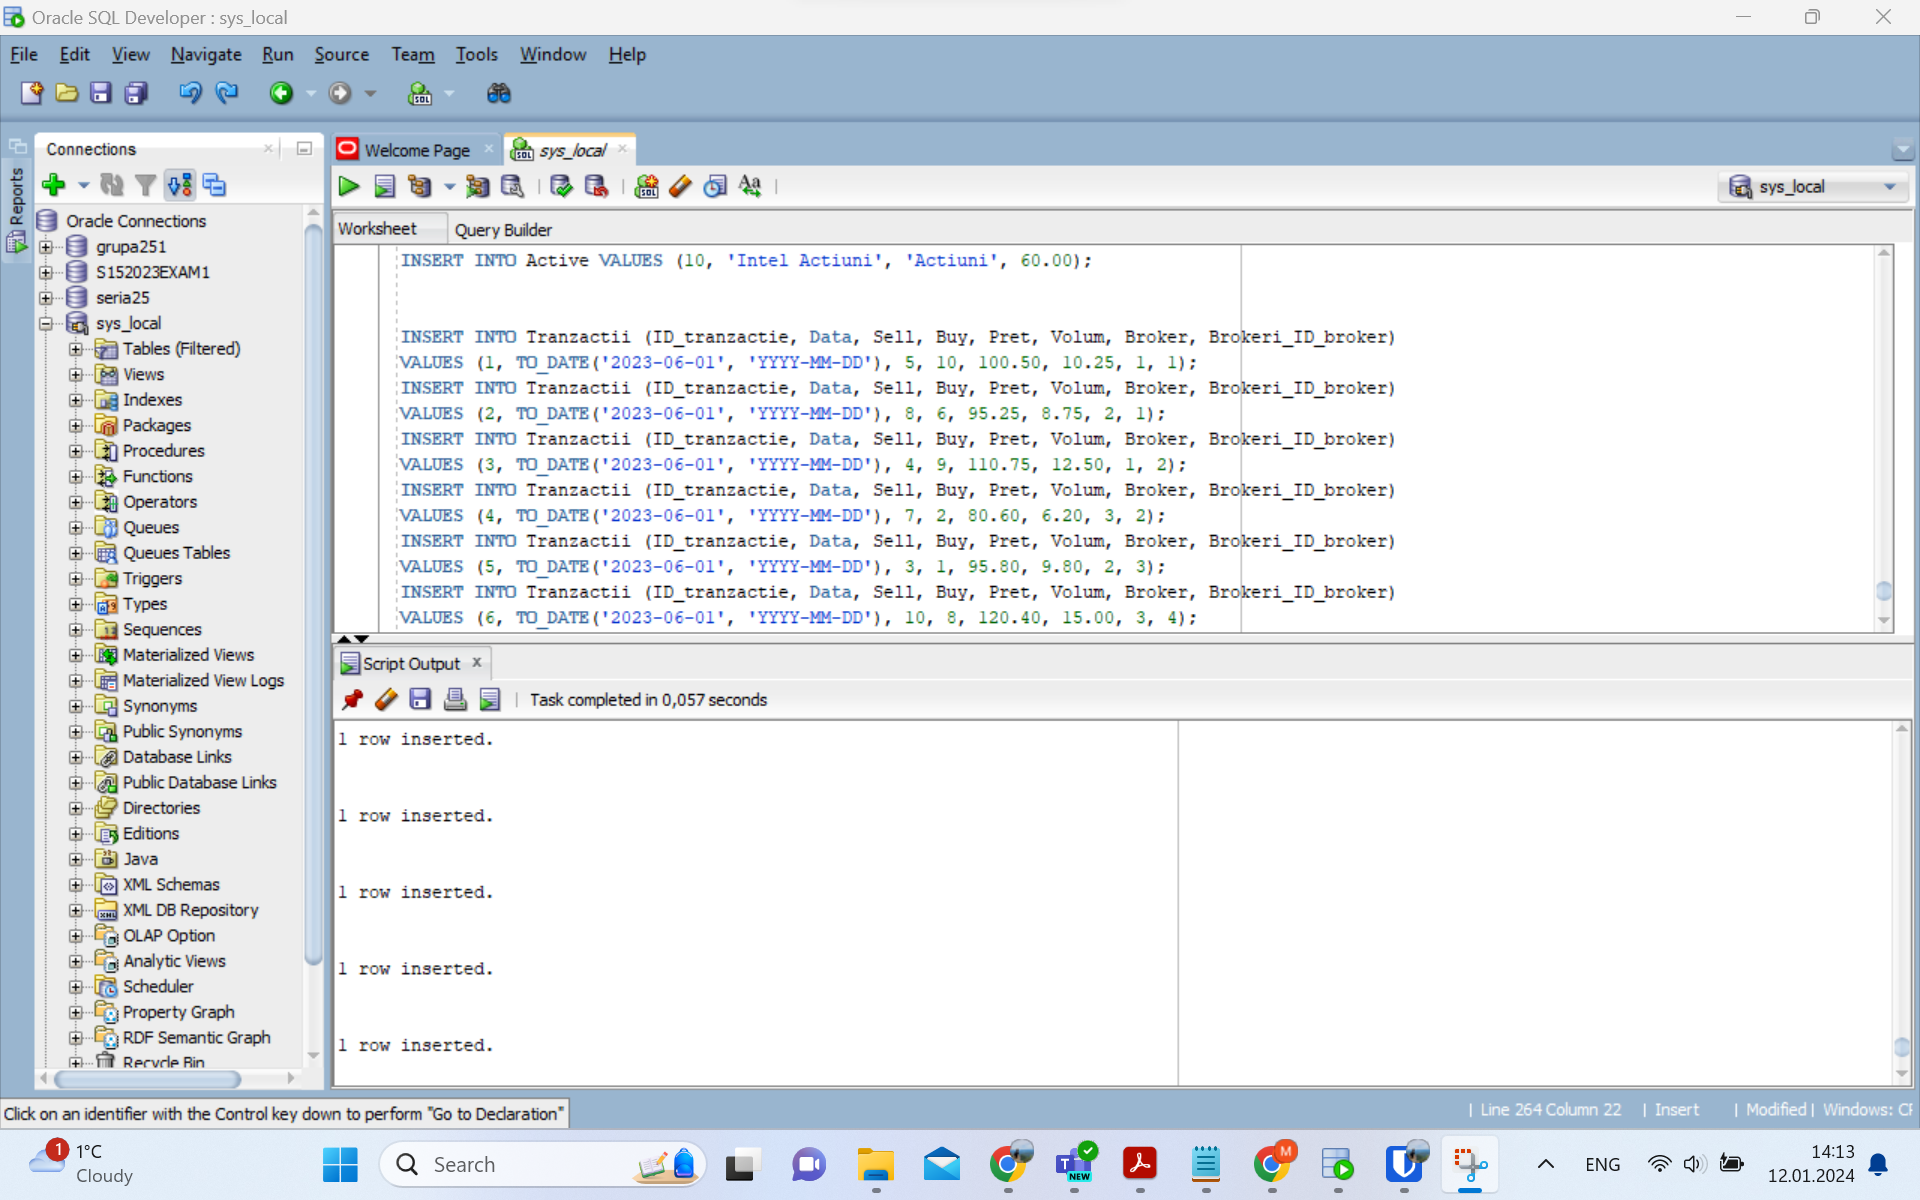 Oracle SQL Developer : sys_local
File Edit View Navigate Run Source Team Tools Window Help
Reports
Connections
Oracle Connections
grupa251
S152023EXAM1
seria25
sys_local
Tables (Filtered)
Views
Indexes
Packages
Procedures
Functions
Operators
Queues
Queues Tables
Triggers
Types
Sequences
Materialized Views
Materialized View Logs
Synonyms
Public Synonyms
Database Links
Public Database Links
Directories
Editions
Java
XML Schemas
XML DB Repository
OLAP Option
Analytic Views
Scheduler
Property Graph
RDF Semantic Graph
Recycle Bin
Welcome Page
sys_local
sys_local
Worksheet Query Builder
INSERT INTO Active VALUES (10, 'Intel Actiuni', 'Actiuni', 60.00);
INSERT INTO Tranzactii (ID_tranzactie, Data, Sell, Buy, Pret, Volum, Broker, Brokeri_ID_broker)
VALUES (1, TO_DATE('2023-06-01', 'YYYY-MM-DD'), 5, 10, 100.50, 10.25, 1, 1);
INSERT INTO Tranzactii (ID_tranzactie, Data, Sell, Buy, Pret, Volum, Broker, Brokeri_ID_broker)
VALUES (2, TO_DATE('2023-06-01', 'YYYY-MM-DD'), 8, 6, 95.25, 8.75, 2, 1);
INSERT INTO Tranzactii (ID_tranzactie, Data, Sell, Buy, Pret, Volum, Broker, Brokeri_ID_broker)
VALUES (3, TO_DATE('2023-06-01', 'YYYY-MM-DD'), 4, 9, 110.75, 12.50, 1, 2);
INSERT INTO Tranzactii (ID_tranzactie, Data, Sell, Buy, Pret, Volum, Broker, Brokeri_ID_broker)
VALUES (4, TO_DATE('2023-06-01', 'YYYY-MM-DD'), 7, 2, 80.60, 6.20, 3, 2);
INSERT INTO Tranzactii (ID_tranzactie, Data, Sell, Buy, Pret, Volum, Broker, Brokeri_ID_broker)
VALUES (5, TO_DATE('2023-06-01', 'YYYY-MM-DD'), 3, 1, 95.80, 9.80, 2, 3);
INSERT INTO Tranzactii (ID_tranzactie, Data, Sell, Buy, Pret, Volum, Broker, Brokeri_ID_broker)
VALUES (6, TO_DATE('2023-06-01', 'YYYY-MM-DD'), 10, 8, 120.40, 15.00, 3, 4);
Script Output
Task completed in 0,057 seconds
1 row inserted.
1 row inserted.
1 row inserted.
1 row inserted.
1 row inserted.
Click on an identifier with the Control key down to perform "Go to Declaration"
Line 264 Column 22 | Insert | Modified | Windows:
1
1°C
Cloudy
Search
NEW
M
ENG
14:13
12.01.2024